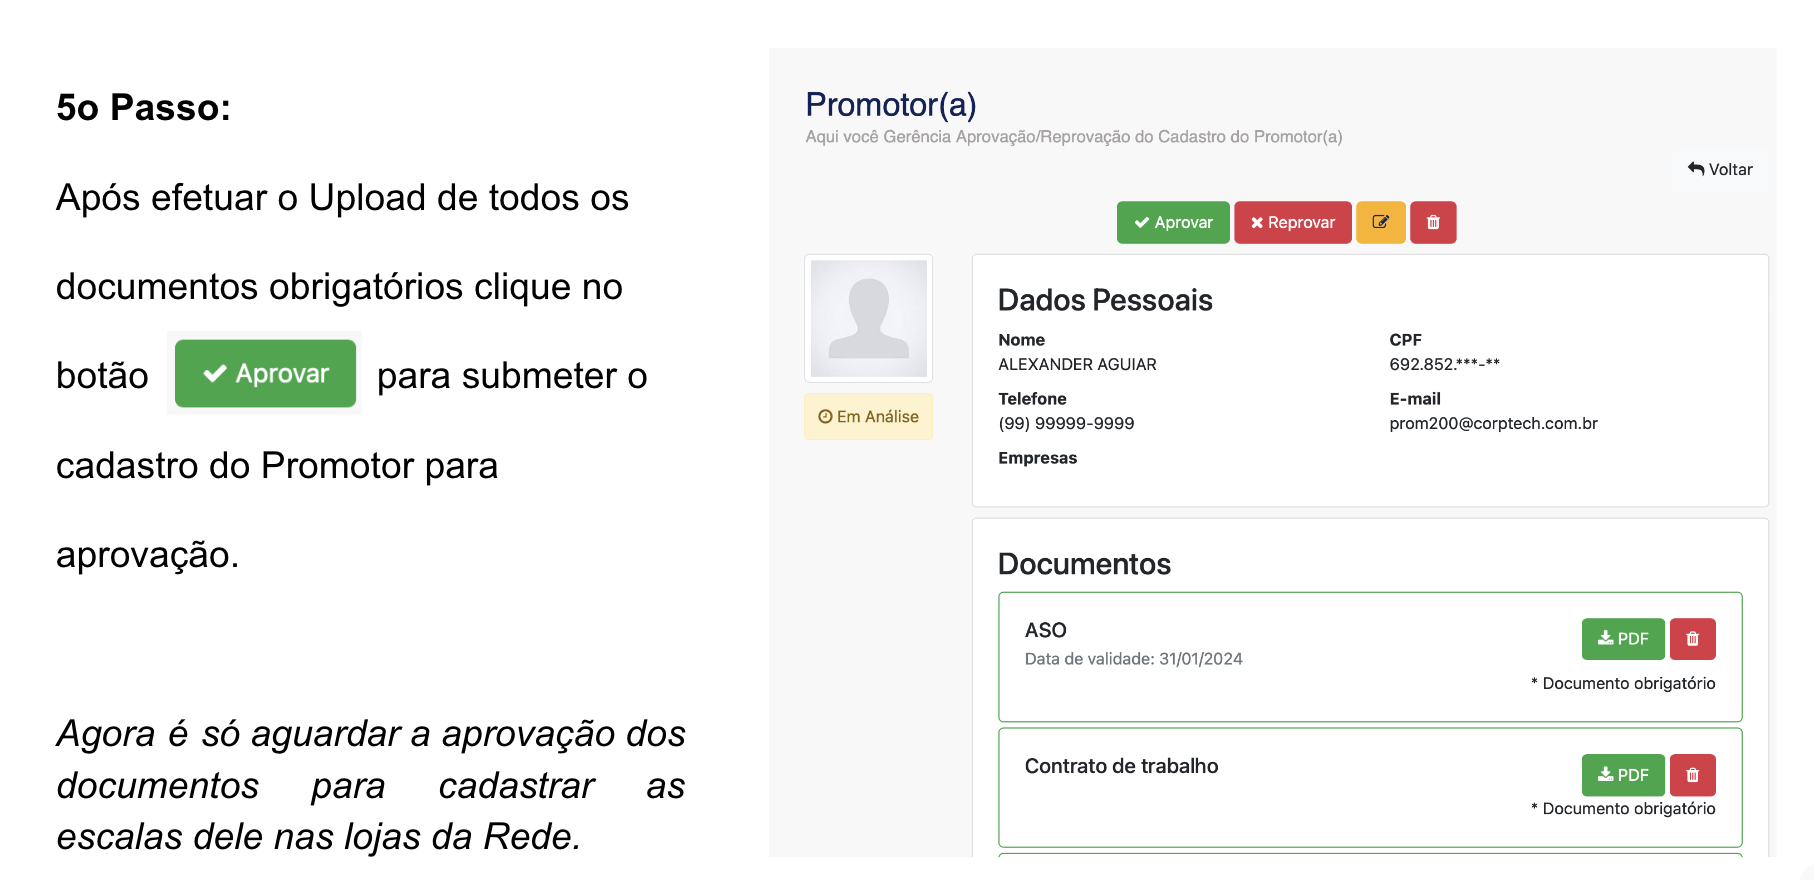 5o Passo:
Após efetuar o Upload de todos os
documentos obrigatórios clique no
botão Aprovar para submeter o
cadastro do Promotor para
aprovação.
Agora é só aguardar a aprovação dos
documentos para cadastrar as
escalas dele nas lojas da Rede.
Promotor(a)
Aqui você Gerência Aprovação/Reprovação do Cadastro do Promotor(a)
Voltar
Aprovar Reprovar
Em Análise
Dados Pessoais
Nome CPF
ALEXANDER AGUIAR 692.852.***-**
Telefone E-mail
(99) 99999-9999 prom200@corptech.com.br
Empresas
Documentos
ASO PDF
Data de validade: 31/01/2024
* Documento obrigatório
Contrato de trabalho PDF
* Documento obrigatório